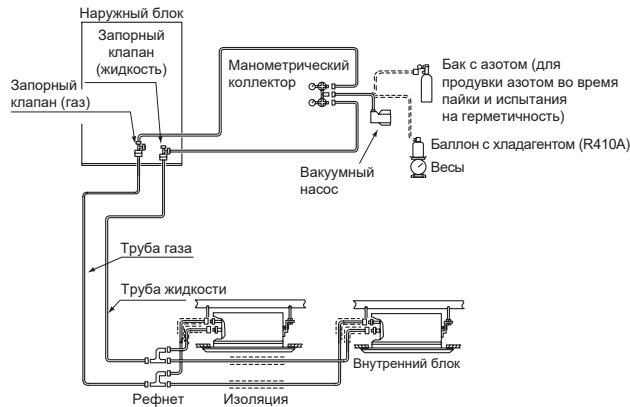 Наружный блок
Запорный
клапан
(жидкость)
Запорный
клапан (газ)
Манометрический
коллектор
Бак с азотом (для
продувки азотом во время
пайки и испытания
на герметичность)
Баллон с хладагентом (R410A)
Весы
Вакуумный
насос
Труба газа
Труба жидкости
Внутренний блок
Рефнет
Изоляция